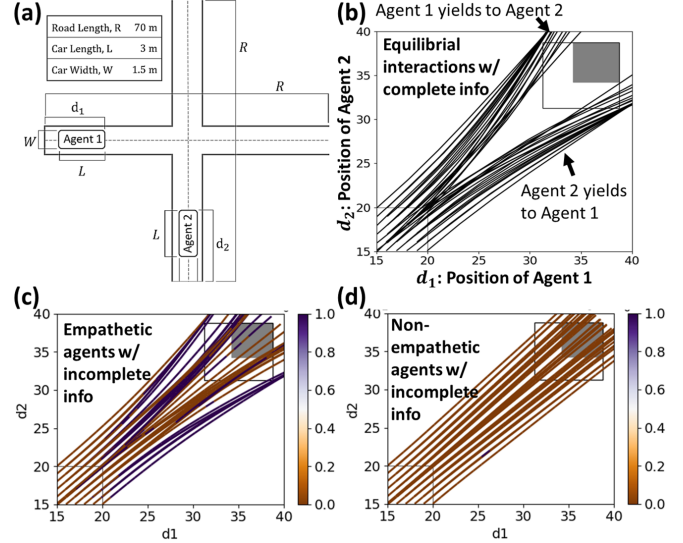 (a)
Road Length, R 70 m
Car Length, L 3 m
Car Width, W 1.5 m
R
R
d1
W
Agent 1
L
L
Agent 2
d2
(b)
Agent 1 yields to Agent 2
40
35
30
25
20
15
d2: Position of Agent 2
Equilibrial
interactions w/
complete info
Agent 2 yields
to Agent 1
15 20 25 30 35 40
d1: Position of Agent 1
(c)
40
35
30
25
20
15
d2
Empathetic
agents w/
incomplete
info
15 20 25 30 35 40
d1
1.0
0.8
0.6
0.4
0.2
0.0
(d)
40
35
30
25
20
15
d2
Non-
empathetic
agents w/
incomplete
info
15 20 25 30 35 40
d1
1.0
0.8
0.6
0.4
0.2
0.0